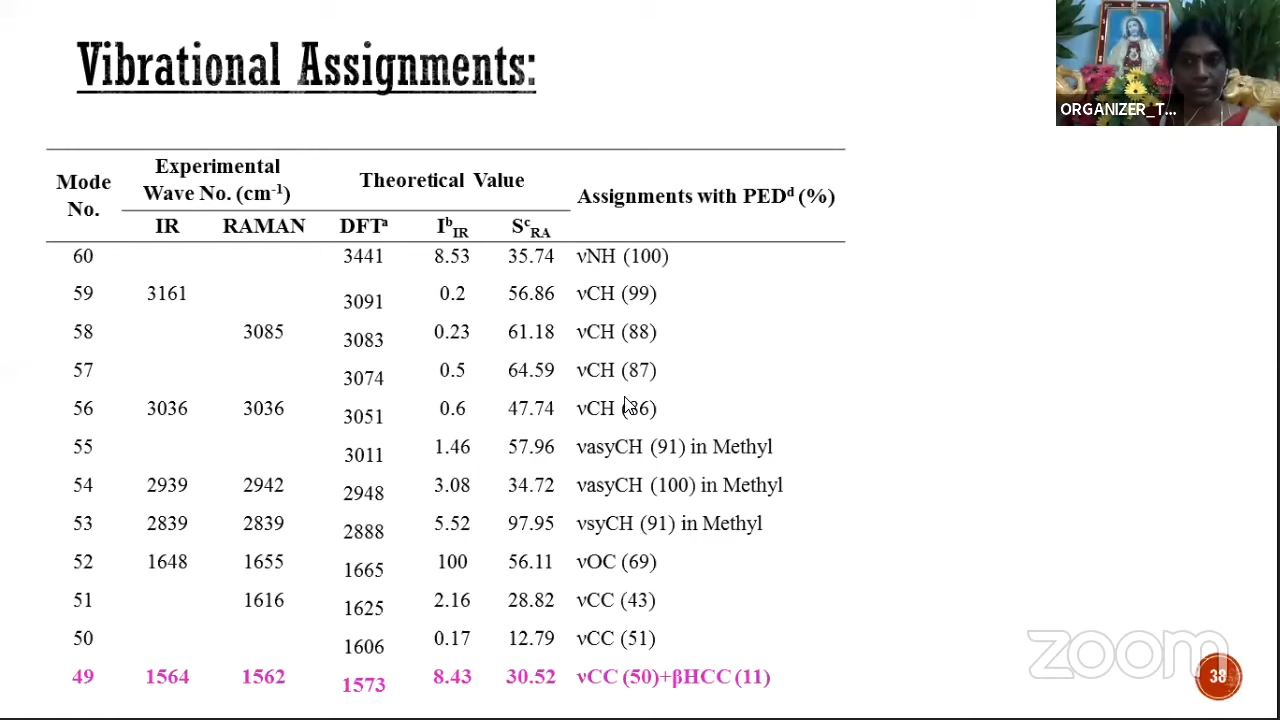 Vibrational Assignments:
ORGANIZER_T...
Mode No. Experimental Wave No. (cm-1) Theoretical Value Assignments with PEDd (%)
IR RAMAN DFTa IbIR ScRA
60 3441 8.53 35.74 νNH (100)
59 3161 3091 0.2 56.86 νCH (99)
58 3085 3083 0.23 61.18 νCH (88)
57 3074 0.5 64.59 νCH (87)
56 3036 3036 3051 0.6 47.74 νCH
55 3011 1.46 57.96 νasyCH (91) in Methyl
54 2939 2942 2948 3.08 34.72 νasyCH (100) in Methyl
53 2839 2839 2888 5.52 97.95 νsyCH (91) in Methyl
52 1648 1655 1665 100 56.11 νOC (69)
51 1616 1625 2.16 28.82 νCC (43)
50 1606 0.17 12.79 νCC (51)
49 1564 1562 1573 8.43 30.52 νCC (50)+βHCC (11)
zoom
38